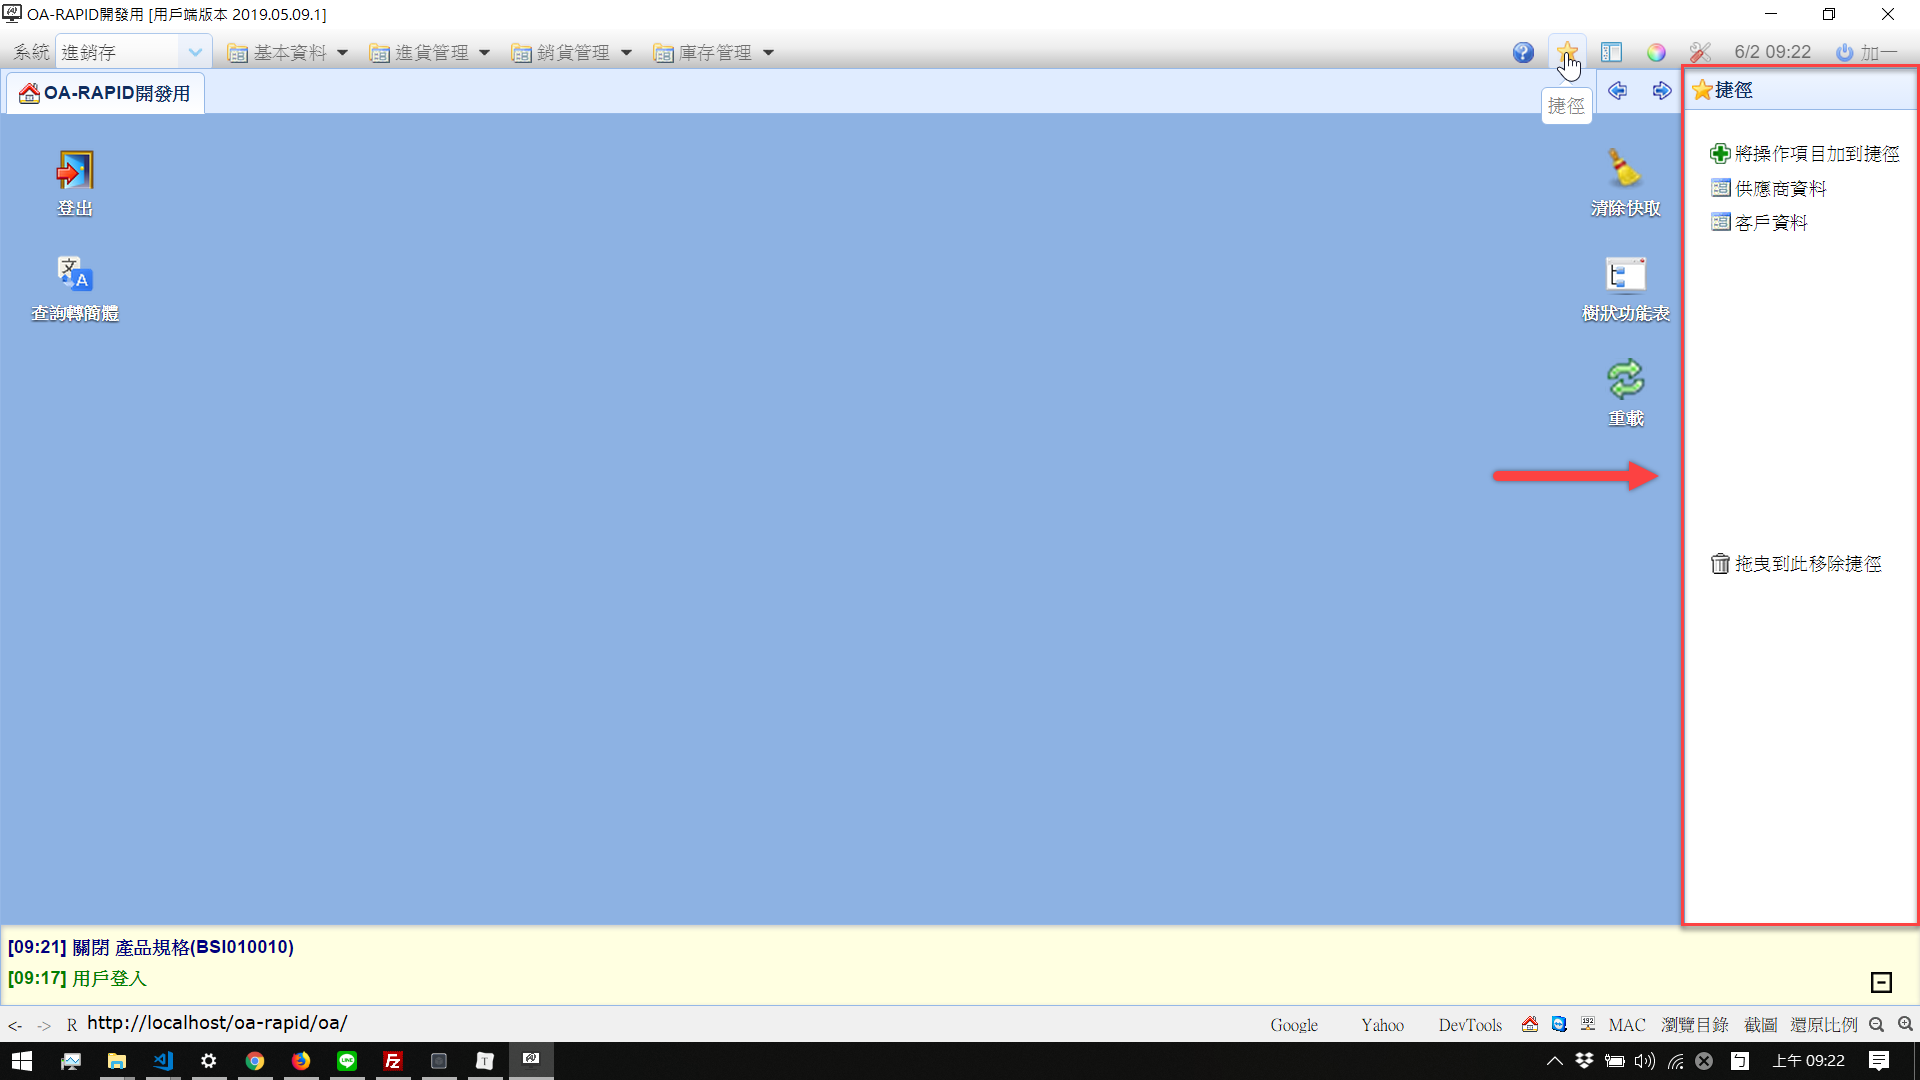 OA-RAPID開發用 [用戶端版本 2019.05.09.1]
系統 進銷存 基本資料 進貨管理 銷貨管理 庫存管理 6/2 09:22 加一
OA-RAPID開發用
捷徑
捷徑
登出
查詢轉簡體
清除快取
樹狀功能表
重載
將操作項目加到捷徑
供應商資料
客戶資料
拖曳到此移除捷徑
[09:21] 關閉 產品規格(BSI010010)
[09:17] 用戶登入
<- -> R http://localhost/oa-rapid/oa/ Google Yahoo DevTools MAC 瀏覽目錄 截圖 還原比例
上午 09:22